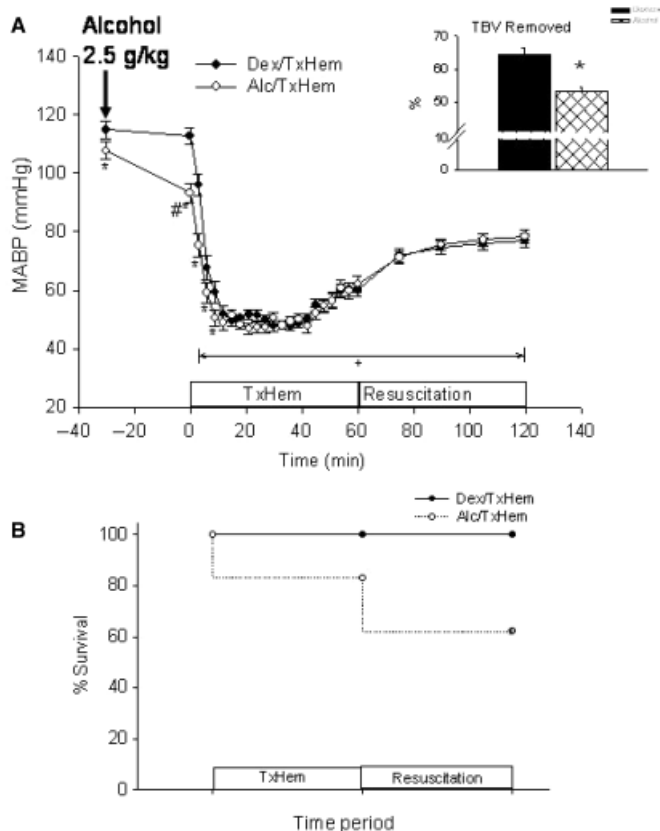 A
Alcohol
2.5 g/kg
Dex/TxHem
Alc/TxHem
TBV Removed
%
70
60
50
10
0
*
MABP (mmHg)
140
120
100
80
60
40
20
*
#*
*
*
*
+
TxHem
Resuscitation
–40
–20
0
20
40
60
80
100
120
140
Time (min)
B
Dex/TxHem
Alc/TxHem
% Survival
100
80
60
40
20
0
TxHem
Resuscitation
Time period